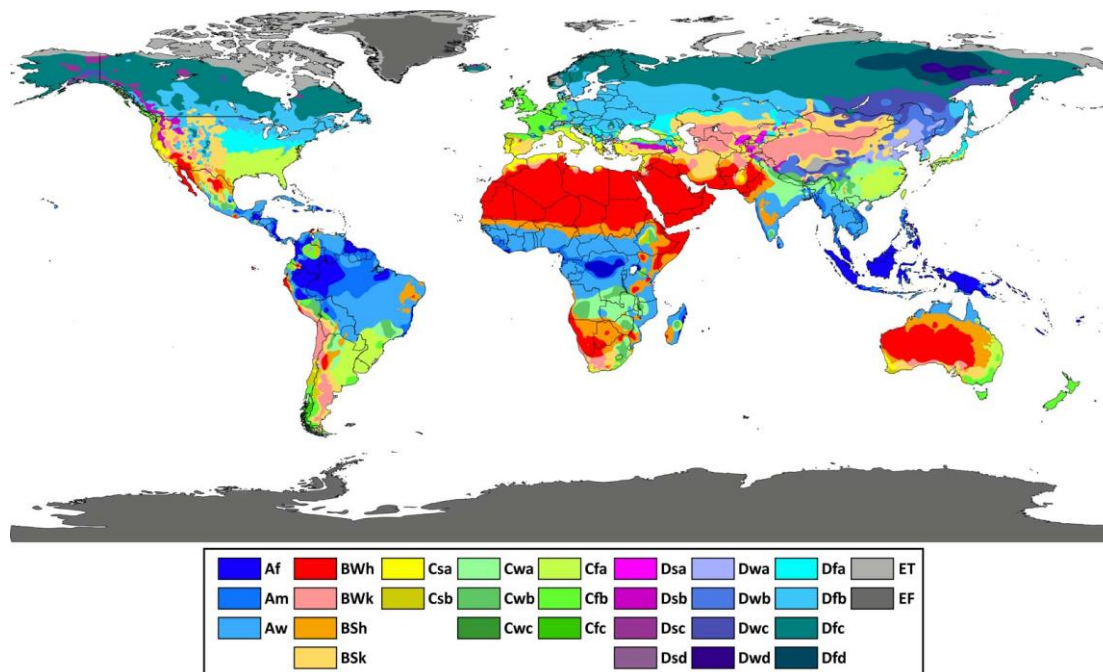 Af BWh Csa Cwa Cfa Dsa Dwa Dfa ET
Am BWk Csb Cwb Cfb Dsb Dwb Dfb EF
Aw BSh Cwc Cfc Dsc Dwc Dfc
BSk Dsd Dwd Dfd